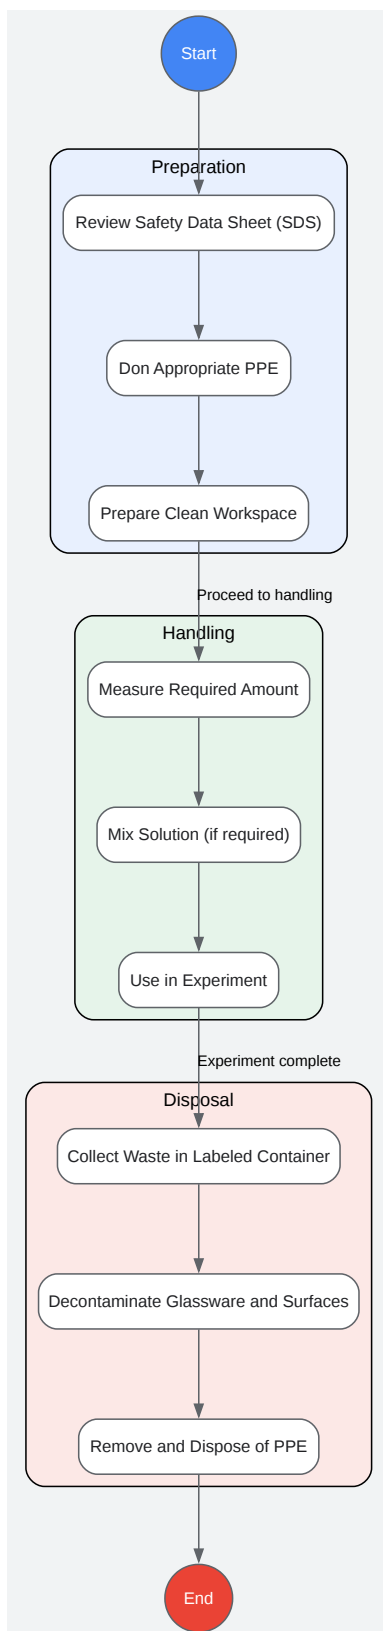 Start
Preparation
Review Safety Data Sheet (SDS)
Don Appropriate PPE
Prepare Clean Workspace
Proceed to handling
Handling
Measure Required Amount
Mix Solution (if required)
Use in Experiment
Experiment complete
Disposal
Collect Waste in Labeled Container
Decontaminate Glassware and Surfaces
Remove and Dispose of PPE
End